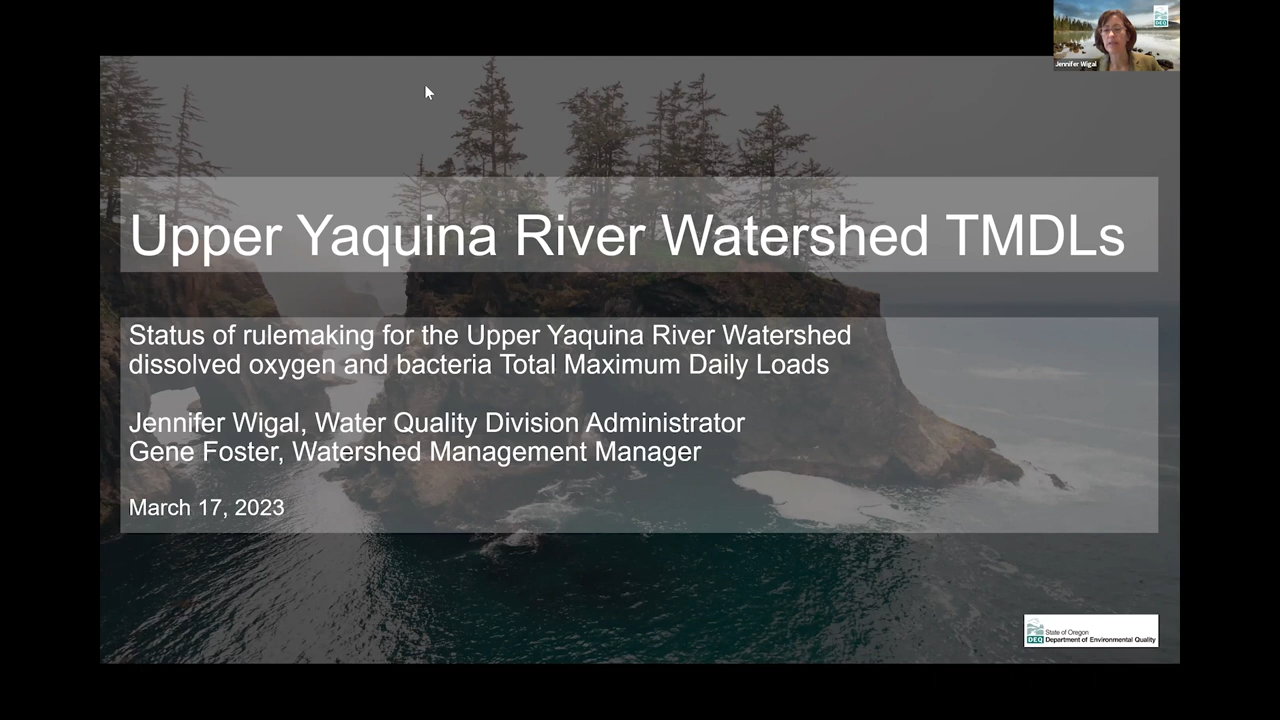 DEQ
Jennifer Wigal
Upper Yaquina River Watershed TMDLs
Status of rulemaking for the Upper Yaquina River Watershed
dissolved oxygen and bacteria Total Maximum Daily Loads
Jennifer Wigal, Water Quality Division Administrator
Gene Foster, Watershed Management Manager
March 17, 2023
State of Oregon
DEQ Department of Environmental Quality